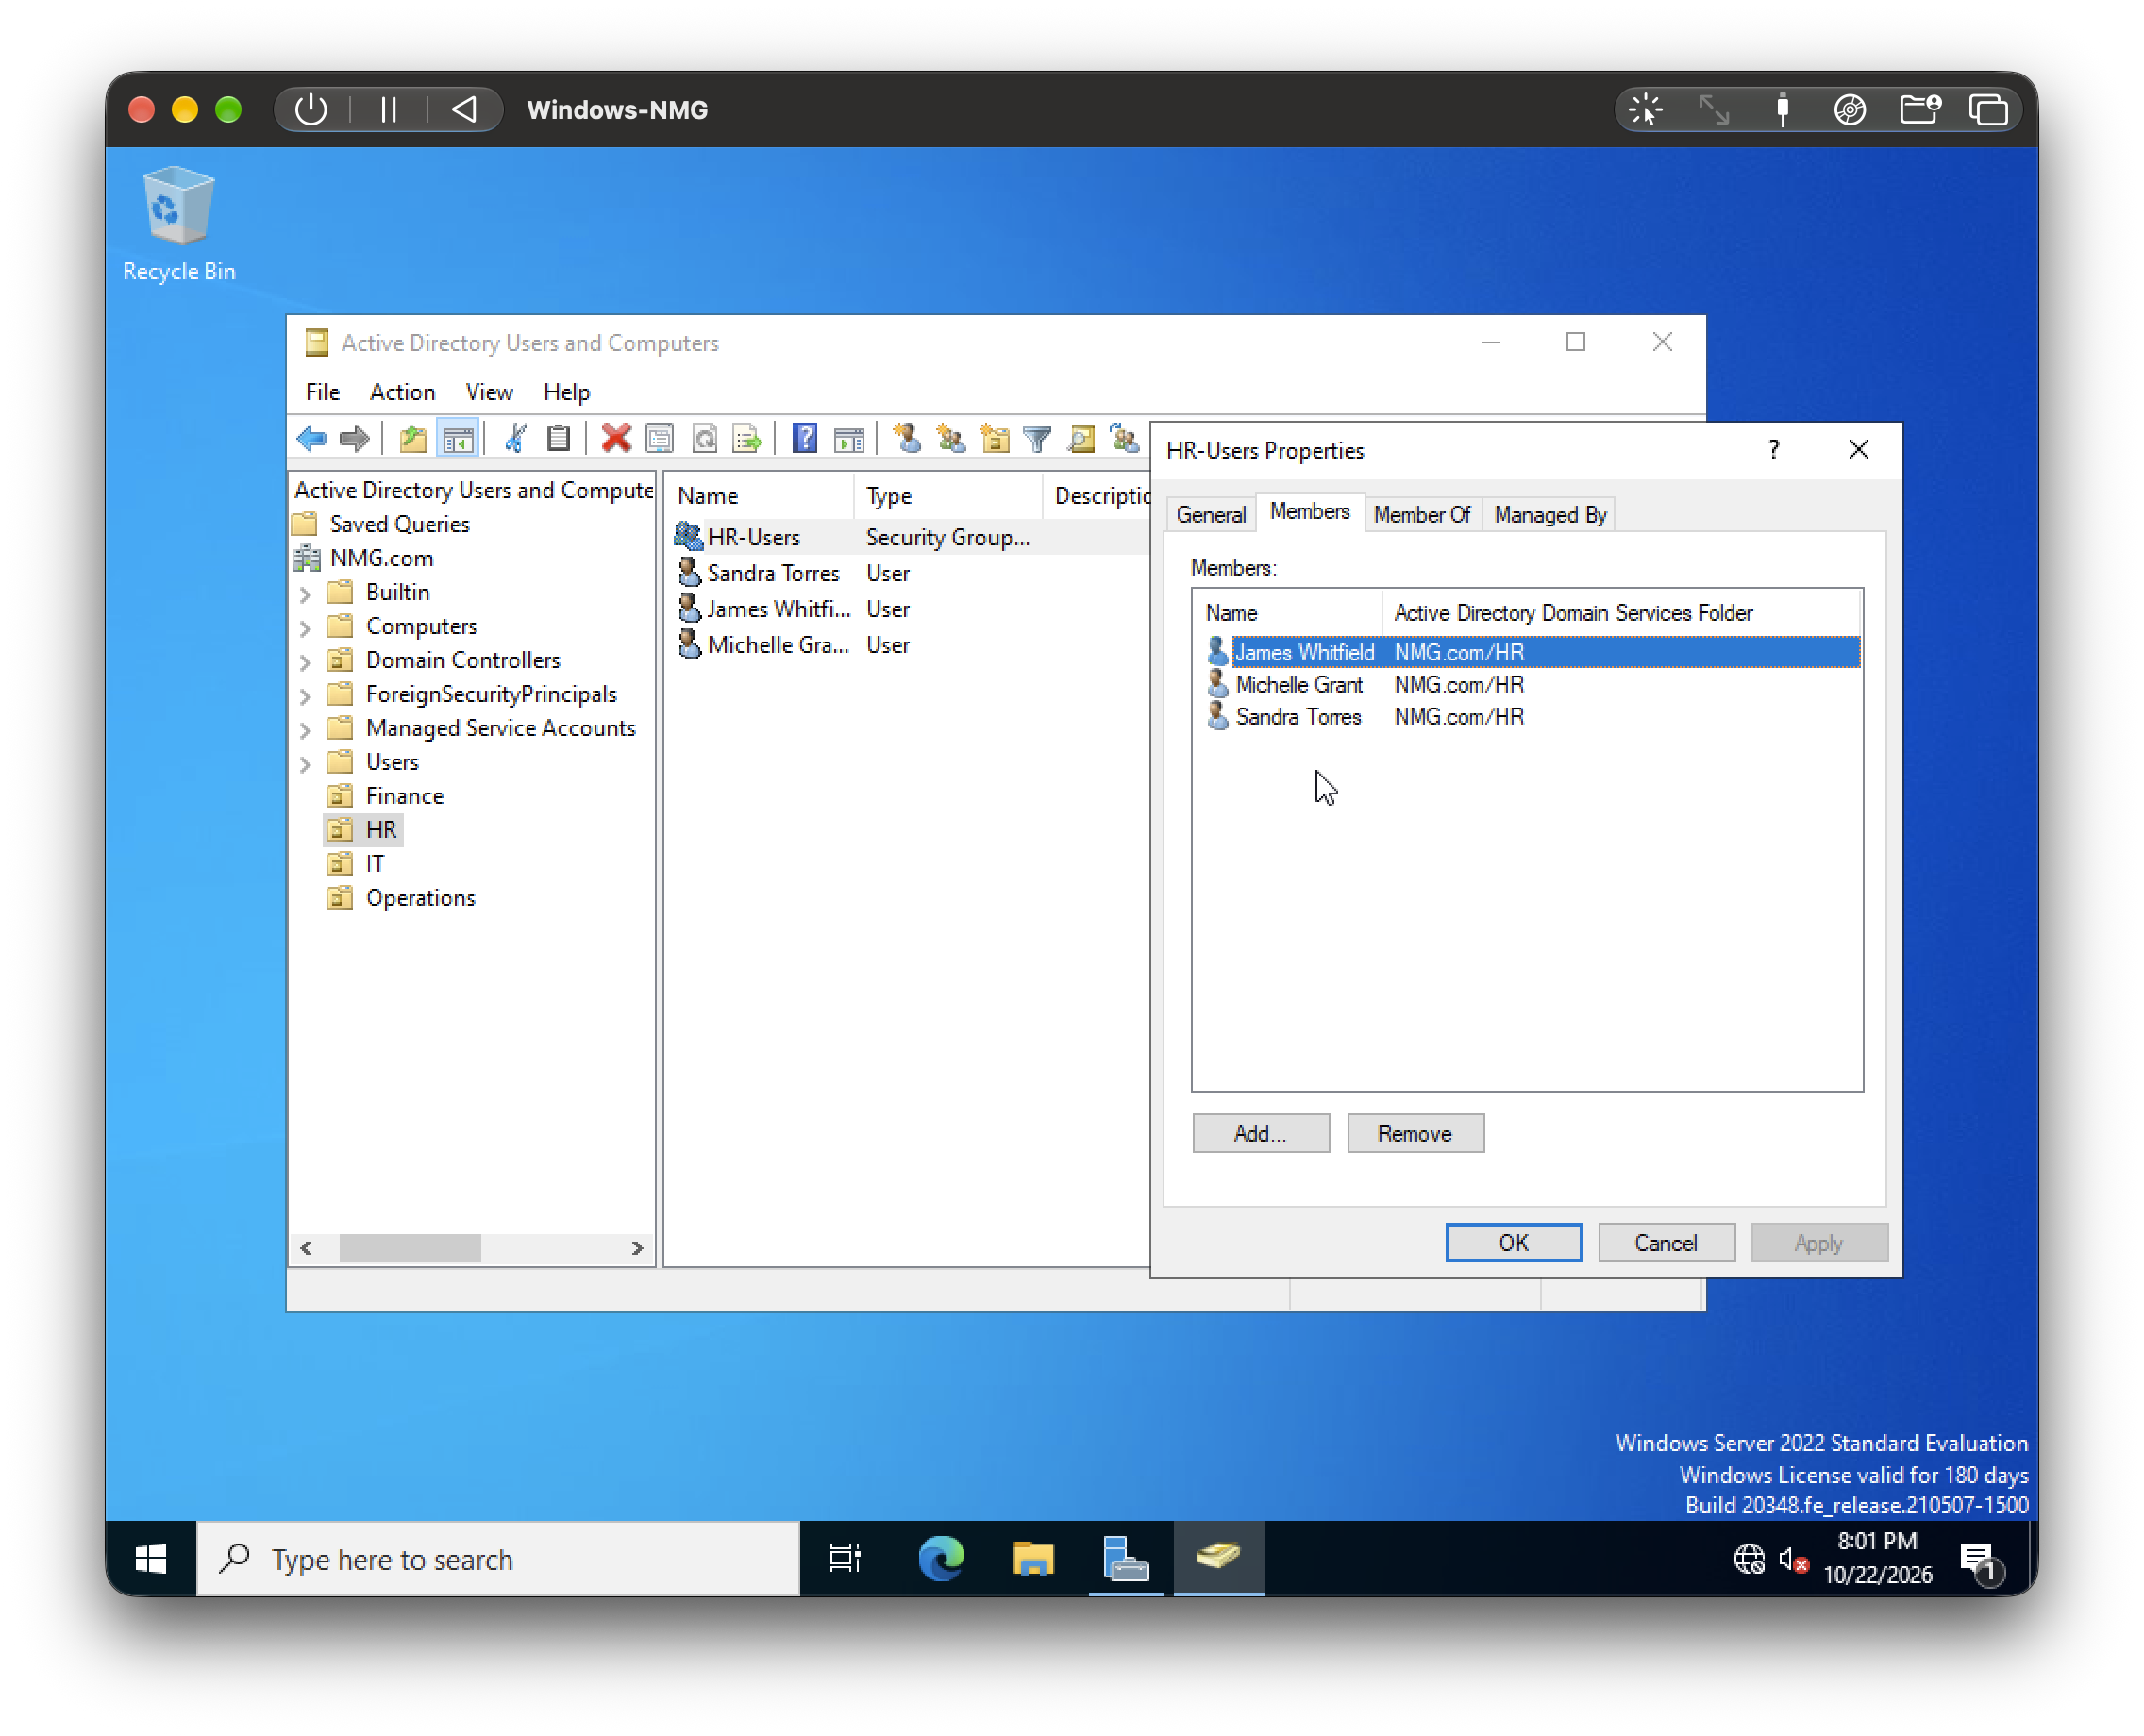 Windows-NMG
Recycle Bin
Active Directory Users and Computers
File Action View Help
Active Directory Users and Compute
Saved Queries
NMG.com
Builtin
Computers
Domain Controllers
ForeignSecurityPrincipals
Managed Service Accounts
Users
Finance
HR
IT
Operations
Name Type Descriptic
HR-Users Security Group...
Sandra Torres User
James Whitfi... User
Michelle Gra... User
HR-Users Properties
?
General Members Member Of Managed By
Members:
Name Active Directory Domain Services Folder
James Whitfield NMG.com/HR
Michelle Grant NMG.com/HR
Sandra Torres NMG.com/HR
Add... Remove
OK Cancel Apply
Windows Server 2022 Standard Evaluation
Windows License valid for 180 days
Build 20348.fe_release.210507-1500
Type here to search
8:01 PM
10/22/2026
1